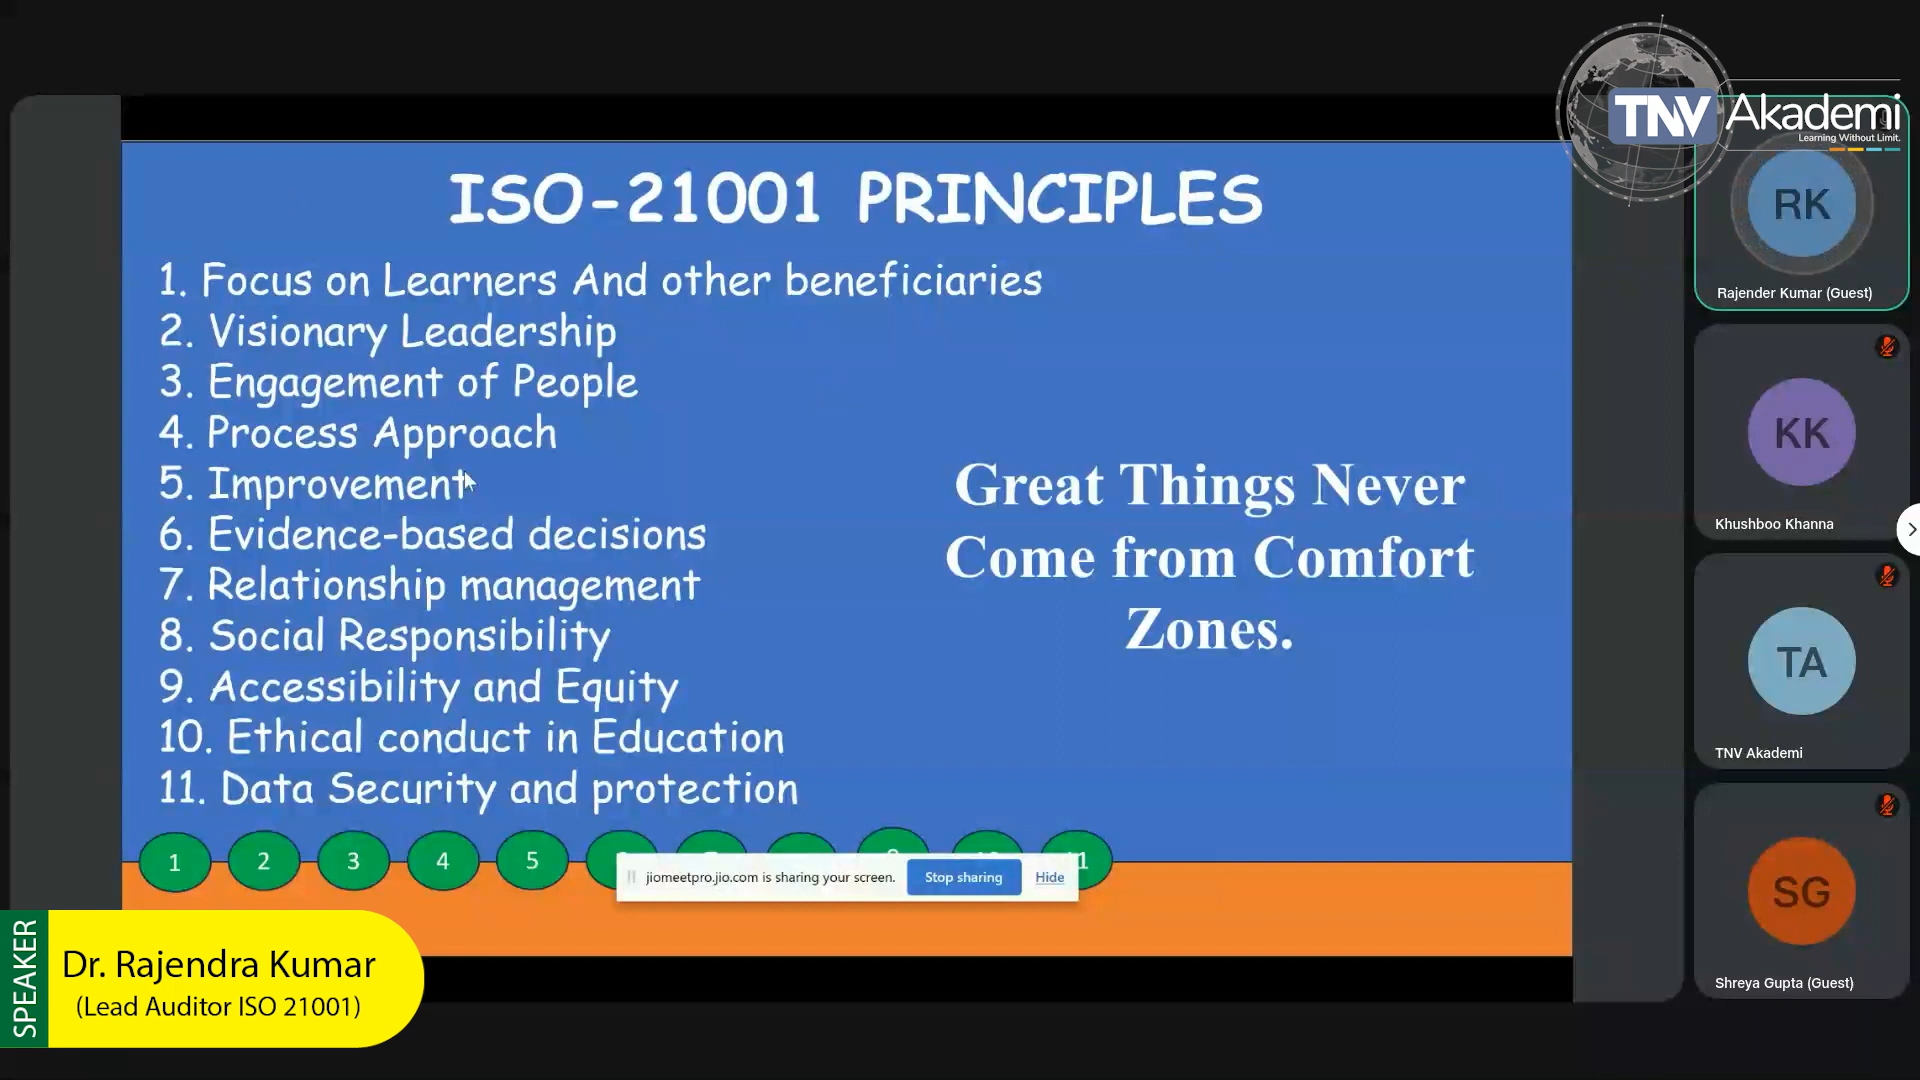 TNV Akademi
Learning Without Limit.
ISO-21001 PRINCIPLES
1. Focus on Learners And other beneficiaries
2. Visionary Leadership
3. Engagement of People
4. Process Approach
5. Improvement
6. Evidence-based decisions
7. Relationship management
8. Social Responsibility
9. Accessibility and Equity
10. Ethical conduct in Education
11. Data Security and protection
Great Things Never
Come from Comfort
Zones.
1 2 3 4 5
jiomeetpro.jio.com is sharing your screen. Stop sharing Hide
SPEAKER
Dr. Rajendra Kumar
(Lead Auditor ISO 21001)
RK
Rajender Kumar (Guest)
KK
Khushboo Khanna
TA
TNV Akademi
SG
Shreya Gupta (Guest)